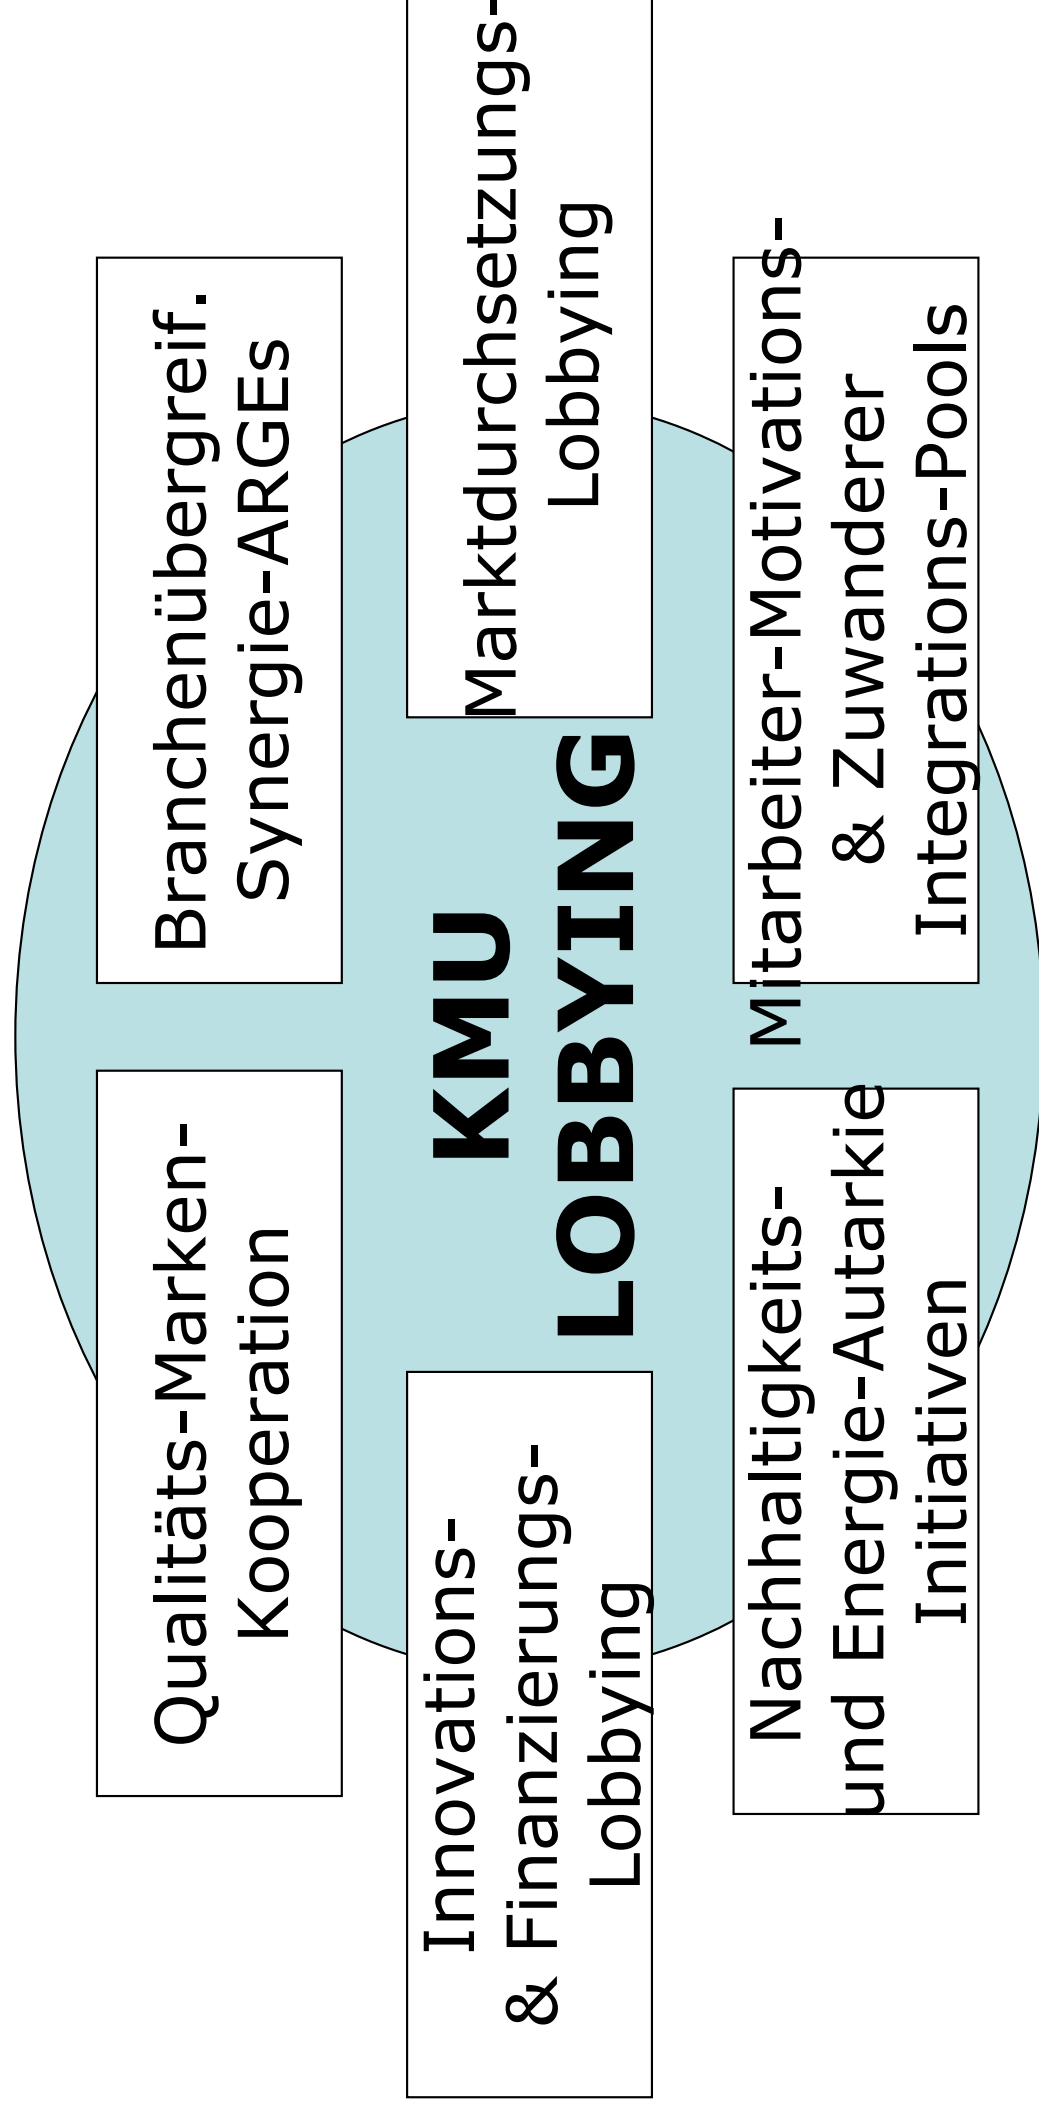 Qualitäts-Marken-
Kooperation
Branchenübergreif.
Synergie-ARGEs
Innovations-
& Finanzierungs-
Lobbying
KMU
LOBBYING
Marktdurchsetzungs-
Lobbying
Nachhaltigkeits-
und Energie-Autarkie
Initiativen
Mitarbeiter-Motivations-
& Zuwanderer
Integrations-Pools